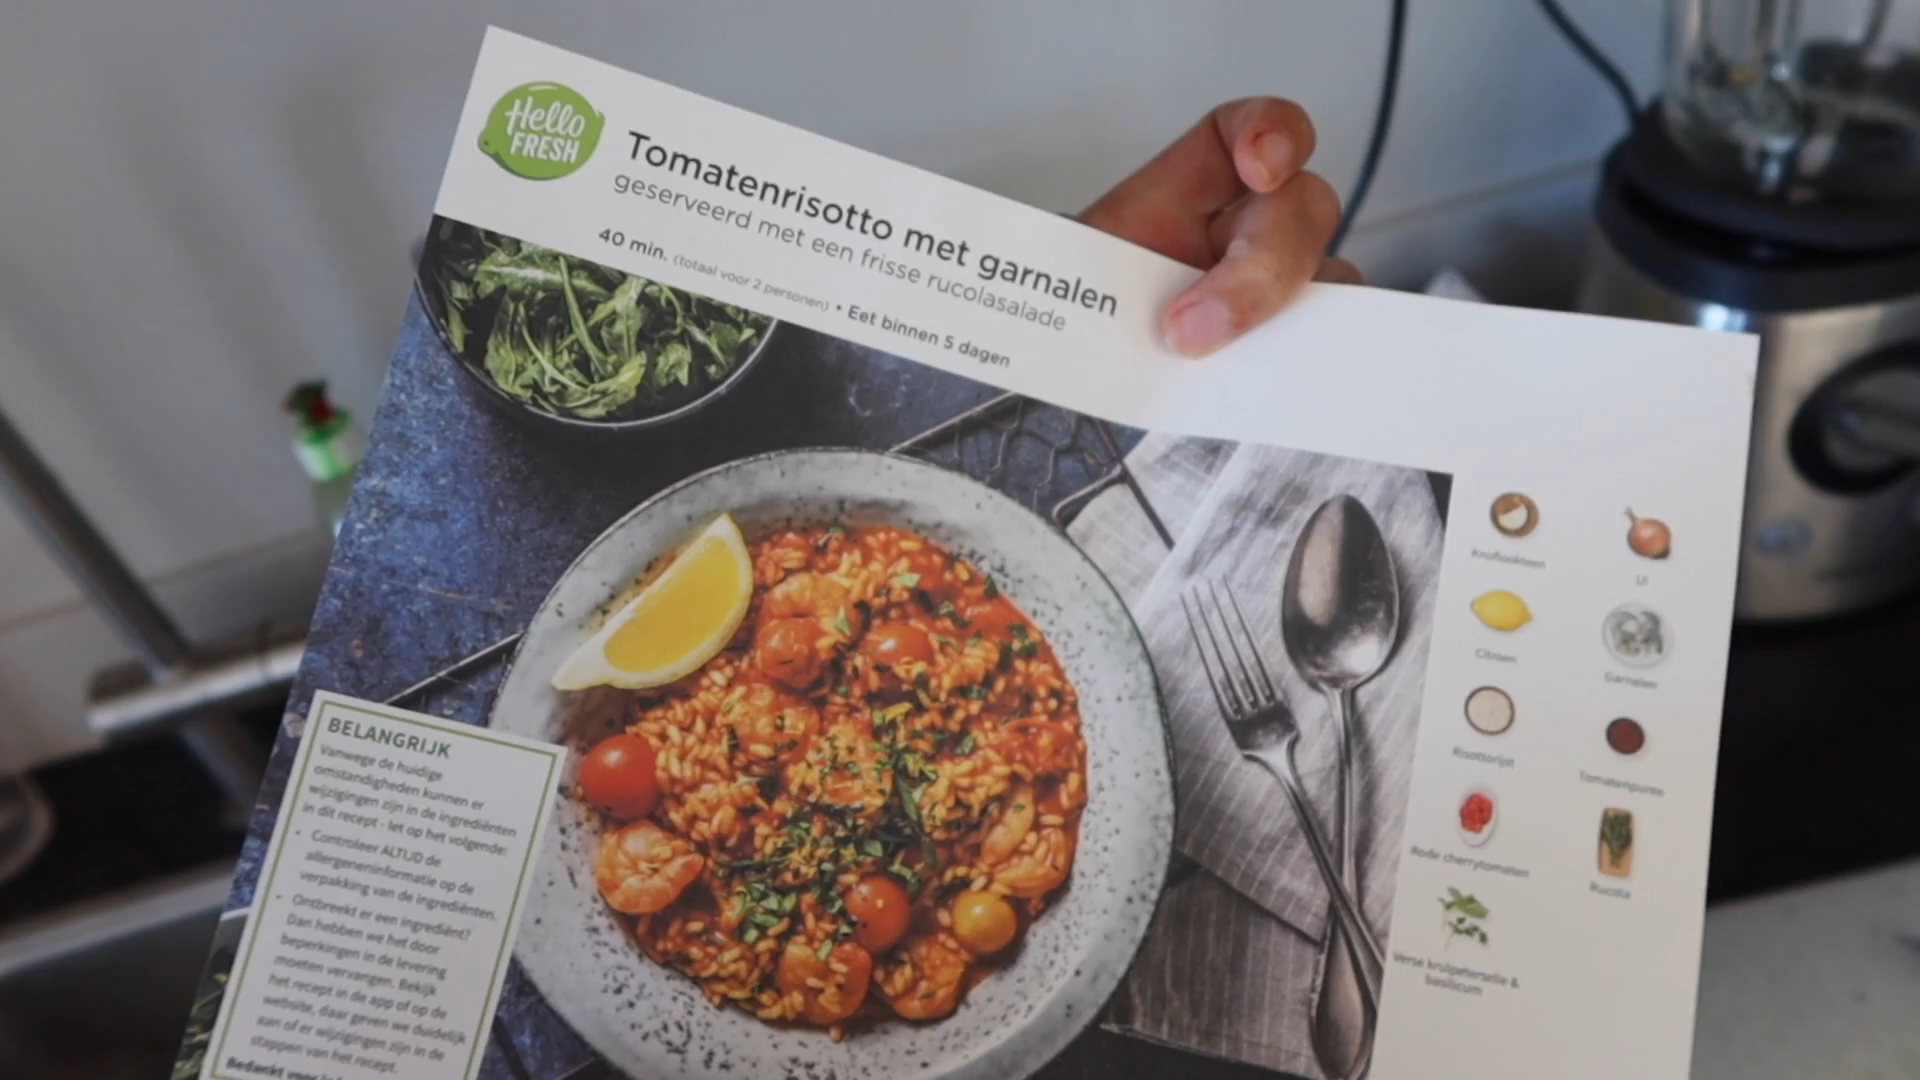 Hello
FRESH
Tomatenrisotto met garnalen
geserveerd met een frisse rucolasalade
40 min. (totaal voor 2 personen) • Eet binnen 5 dagen
Knoflookteen
Ui
Citroen
Garnalen
Risottorijst
Tomatenpuree
Rode cherrytomaten
Rucola
Verse krulpeterselie &
basilicum
BELANGRIJK
Vanwege de huidige
omstandigheden kunnen er
wijzigingen zijn in de ingrediënten
in dit recept - let op het volgende:
• Controleer ALTIJD de
allergeneninformatie op de
verpakking van de ingrediënten.
• Ontbreekt er een ingrediënt?
Dan hebben we het door
beperkingen in de levering
moeten vervangen. Bekijk
het recept in de app of op de
website, daar geven we duidelijk
aan of er wijzigingen zijn in de
stappen van het recept.
Bedankt voor